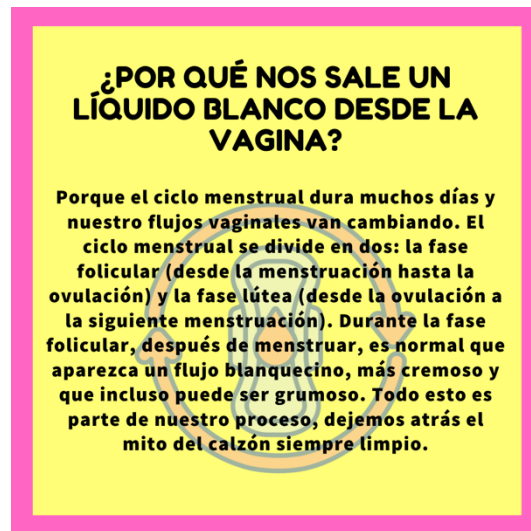 ¿POR QUÉ NOS SALE UN
LÍQUIDO BLANCO DESDE LA
VAGINA?
Porque el ciclo menstrual dura muchos días y
nuestro flujos vaginales van cambiando. El
ciclo menstrual se divide en dos: la fase
folicular (desde la menstruación hasta la
ovulación) y la fase lútea (desde la ovulación a
la siguiente menstruación). Durante la fase
folicular, después de menstruar, es normal que
aparezca un flujo blanquecino, más cremoso y
que incluso puede ser grumoso. Todo esto es
parte de nuestro proceso, dejemos atrás el
mito del calzón siempre limpio.